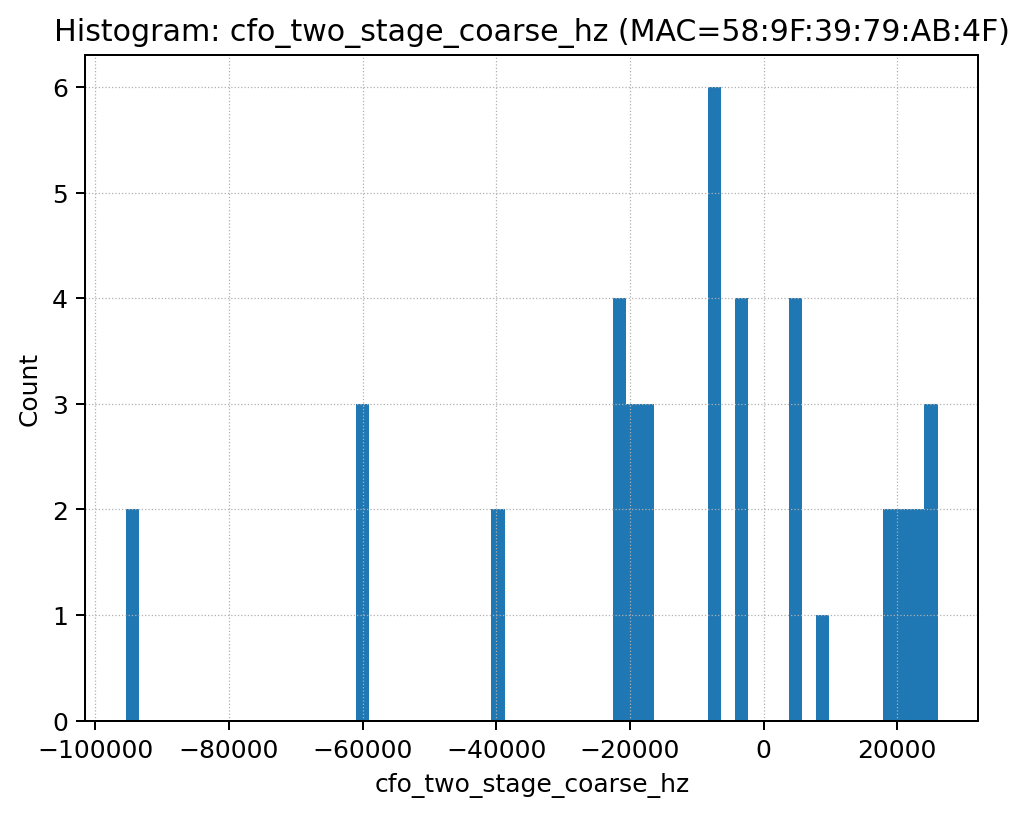 Histogram: cfo_two_stage_coarse_hz (MAC=58:9F:39:79:AB:4F)
6
5
4
3
2
1
0
Count
−100000 −80000 −60000 −40000 −20000 0 20000
cfo_two_stage_coarse_hz